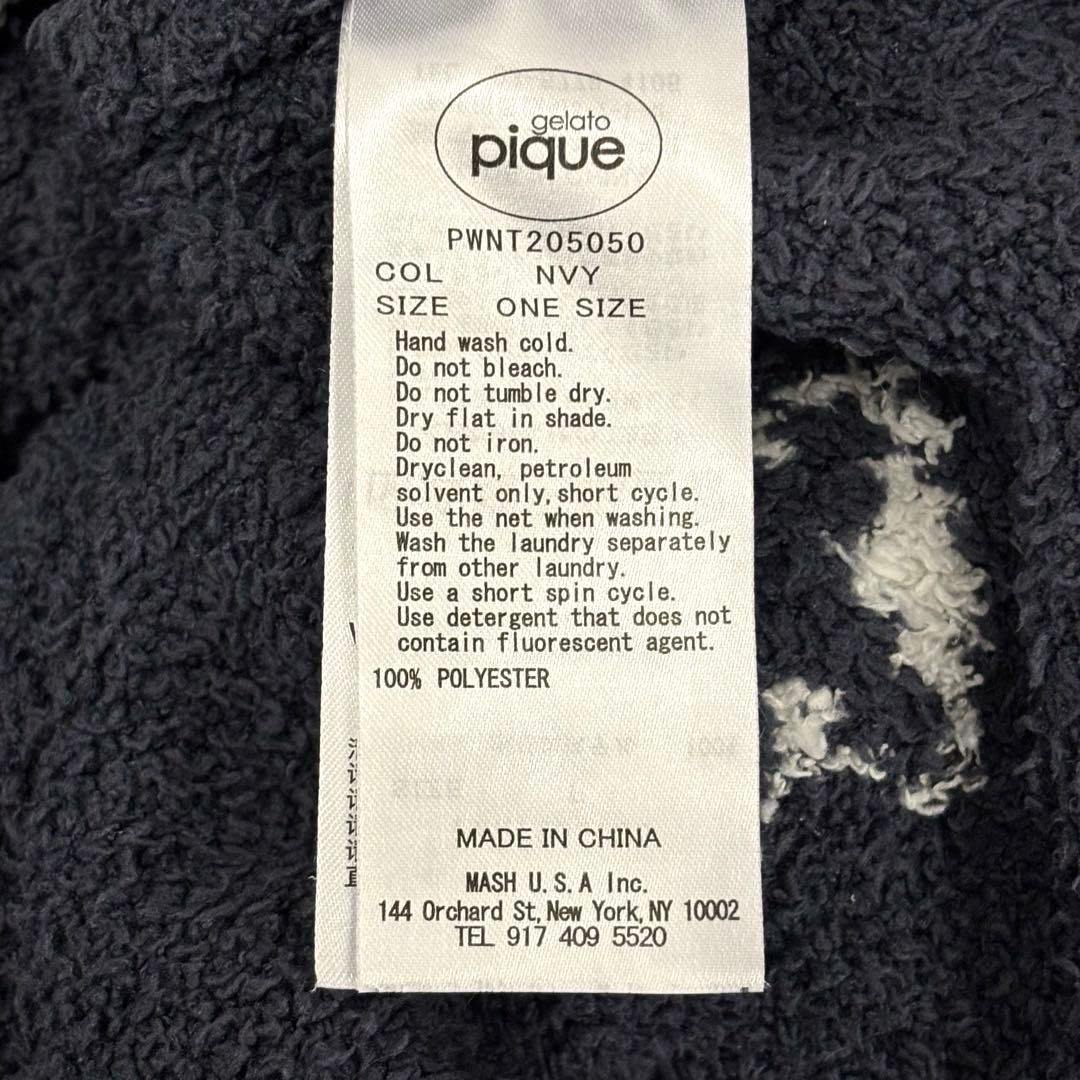 gelato
pique
PWNT205050
COL NVY
SIZE ONE SIZE
Hand wash cold.
Do not bleach.
Do not tumble dry.
Dry flat in shade.
Do not iron.
Dryclean, petroleum
solvent only, short cycle.
Use the net when washing.
Wash the laundry separately
from other laundry.
Use a short spin cycle.
Use detergent that does not
contain fluorescent agent.
100% POLYESTER
MADE IN CHINA
MASH U.S.A Inc.
144 Orchard St, New York, NY 10002
TEL 917 409 5520